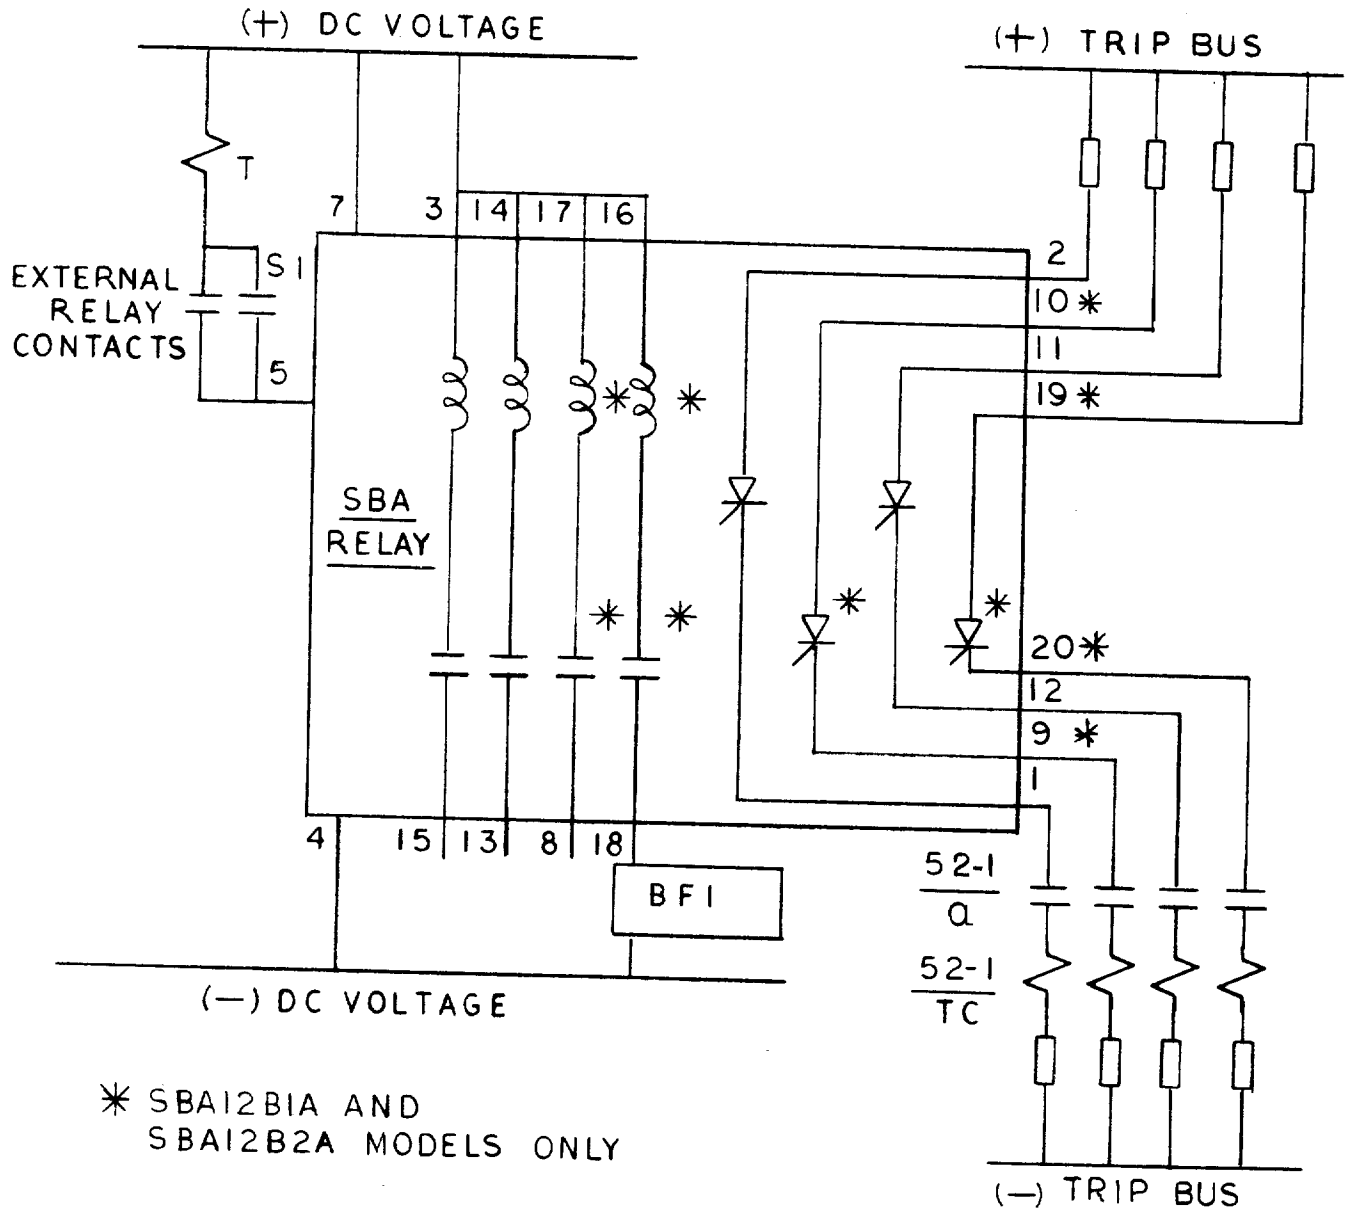 (+) DC VOLTAGE
(+) TRIP BUS
T
7
3
14
17
16
S1
EXTERNAL
RELAY
CONTACTS
5
2
10 *
11
19 *
* *
SBA
RELAY
* *
* *
20 *
12
9 *
1
4
15
13
8
18
BF1
52-1
a
52-1
TC
(-) DC VOLTAGE
* SBA12B1A AND
SBA12B2A MODELS ONLY
(-) TRIP BUS